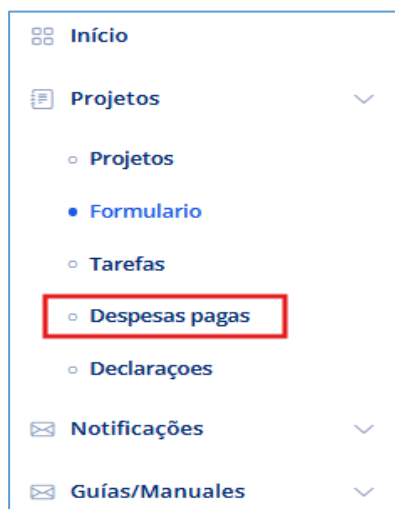 Início
Projetos
Projetos
Formulario
Tarefas
Despesas pagas
Declaraçoes
Notificações
Guías/Manuales